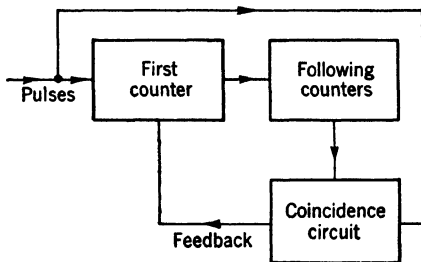 Pulses
First
counter
Following
counters
Coincidence
circuit
Feedback